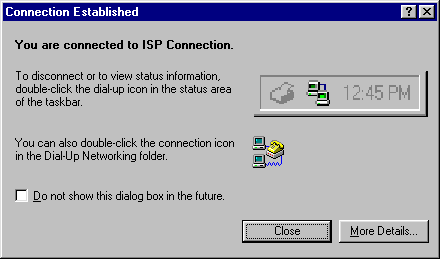 Connection Established
You are connected to ISP Connection.
To disconnect or to view status information,
double-click the dial-up icon in the status area
of the taskbar.
12:45 PM
You can also double-click the connection icon
in the Dial-Up Networking folder.
Do not show this dialog box in the future.
Close
More Details...